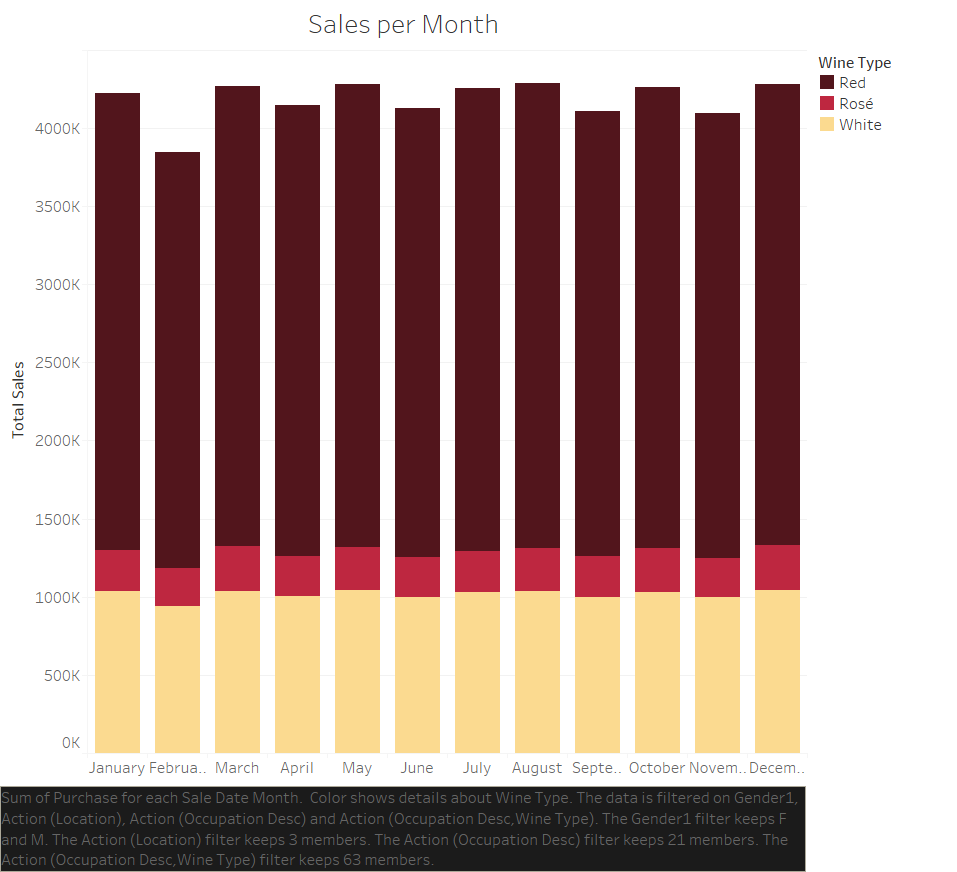 Sales per Month
Wine Type
Red
Rosé
White
4000K
3500K
3000K
2500K
2000K
1500K
1000K
500K
0K
Total Sales
January Februa.. March April May June July August Septe.. October Novem.. Decem..
Sum of Purchase for each Sale Date Month.  Color shows details about Wine Type. The data is filtered on Gender1,
Action (Location), Action (Occupation Desc) and Action (Occupation Desc,Wine Type). The Gender1 filter keeps F
and M. The Action (Location) filter keeps 3 members. The Action (Occupation Desc) filter keeps 21 members. The
Action (Occupation Desc,Wine Type) filter keeps 63 members.